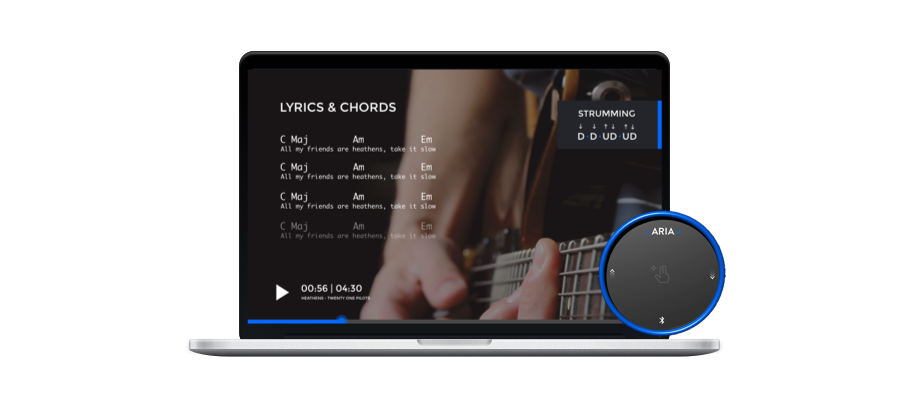 LYRICS & CHORDS
C Maj Am Em
All my friends are heathens, take it slow
C Maj Am Em
All my friends are heathens, take it slow
C Maj Am Em
All my friends are heathens, take it slow
C Maj Am Em
All my friends are heathens, take it slow
STRUMMING
↓ ↓ ↑↓ ↑↓
D·D·UD·UD
00:56 | 04:30
HEATHENS - TWENTY ONE PILOTS
ARIA